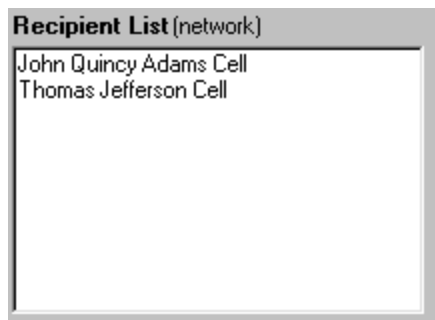 Recipient List (network)
John Quincy Adams Cell
Thomas Jefferson Cell